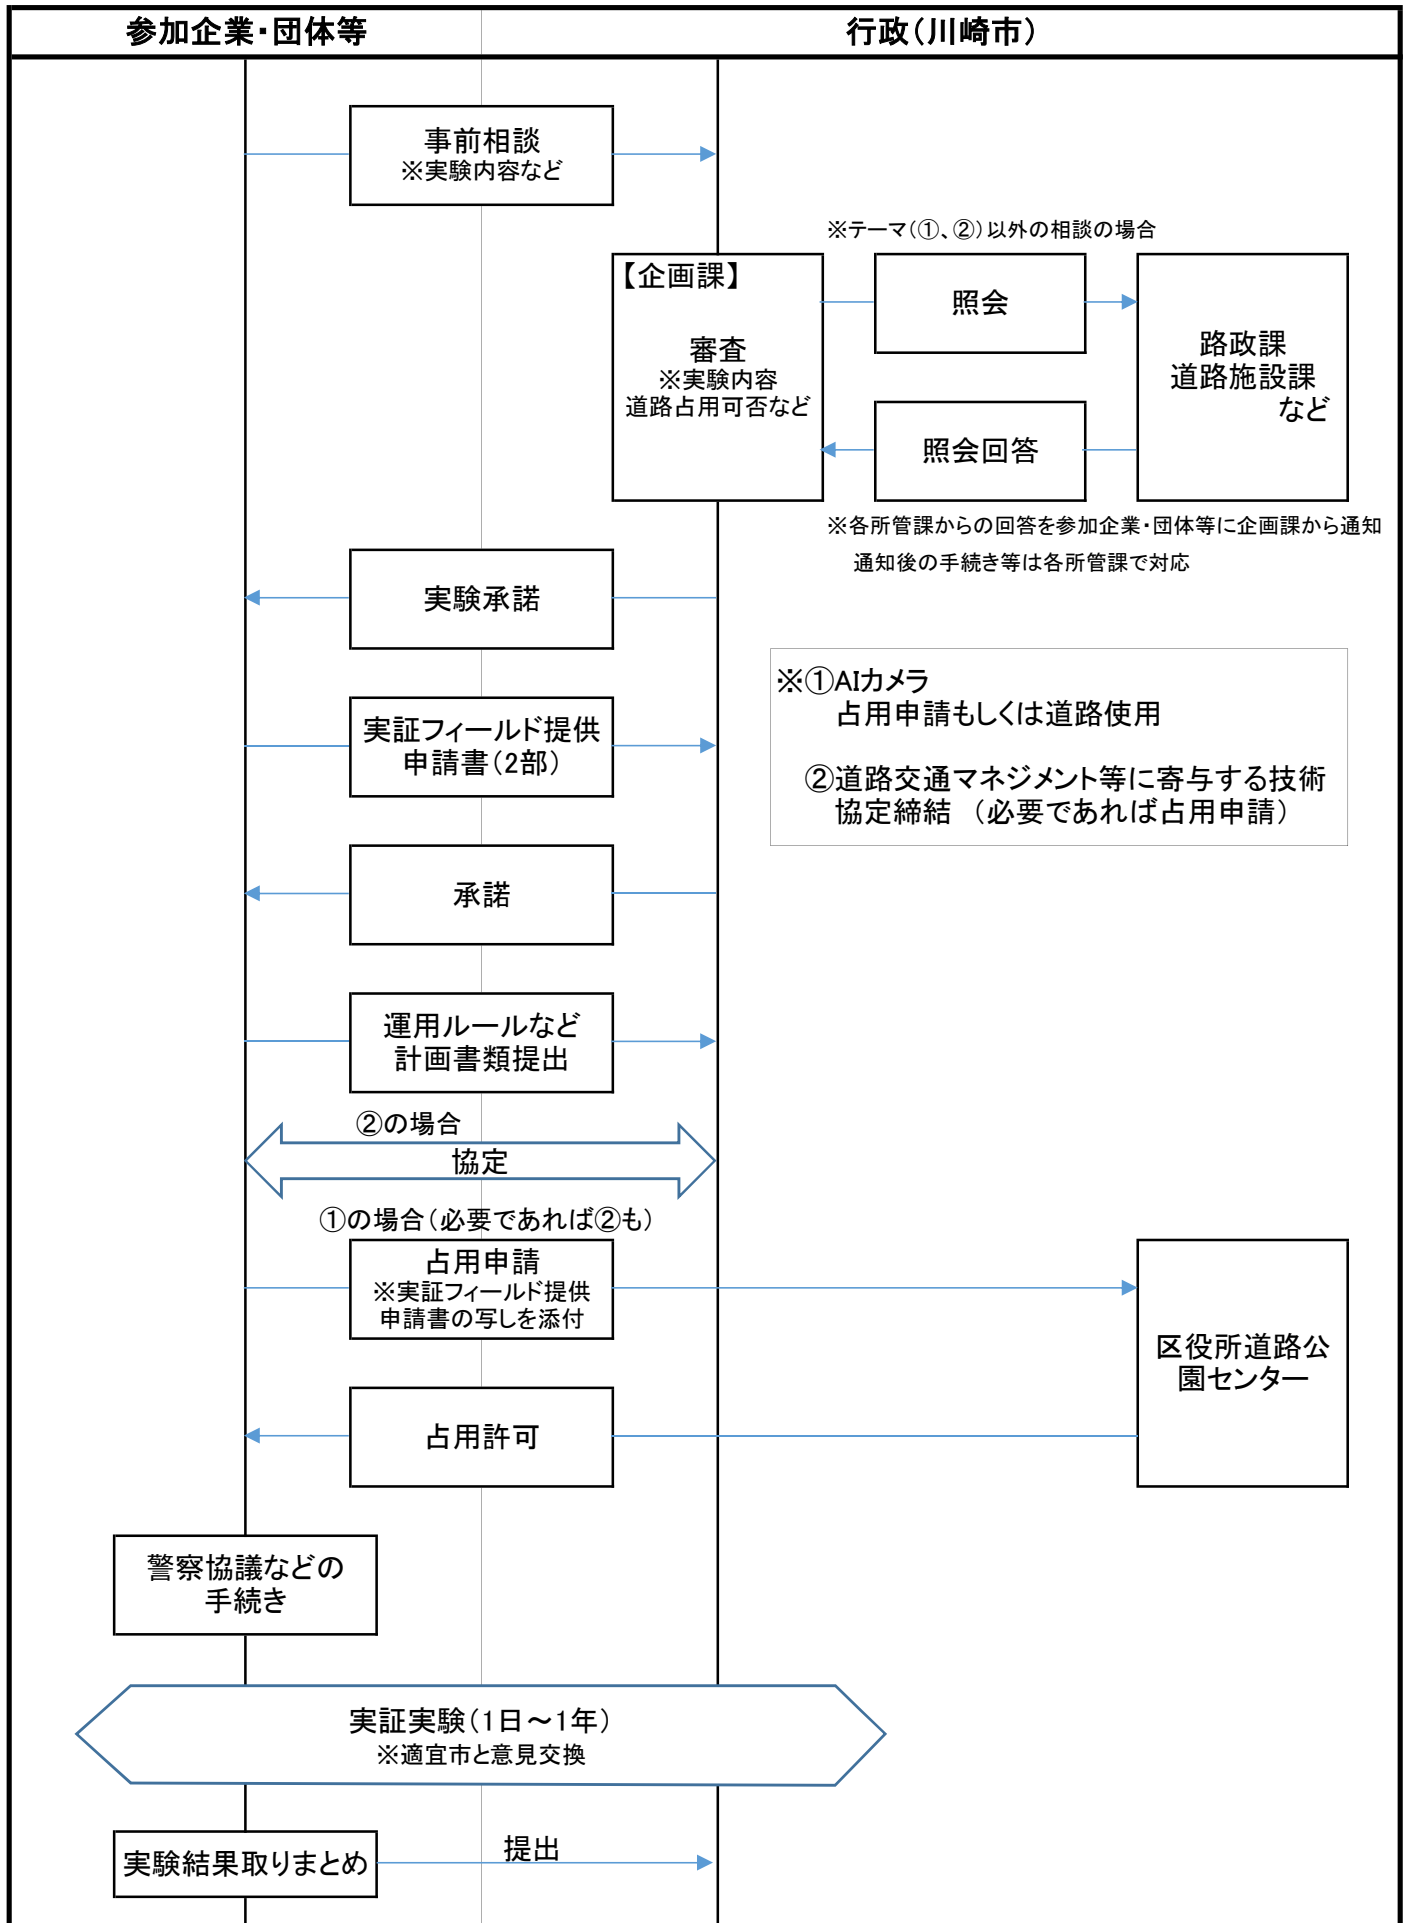 参加企業・団体等
行政(川崎市)
事前相談
※実験内容など
※テーマ(①、②)以外の相談の場合
【企画課】
審査
※実験内容
道路占用可否など
照会
路政課
道路施設課
など
照会回答
※各所管課からの回答を参加企業・団体等に企画課から通知
通知後の手続き等は各所管課で対応
実験承諾
※①AIカメラ
占用申請もしくは道路使用
②道路交通マネジメント等に寄与する技術
協定締結 (必要であれば占用申請)
実証フィールド提供
申請書(2部)
承諾
運用ルールなど
計画書類提出
②の場合
協定
①の場合(必要であれば②も)
占用申請
※実証フィールド提供
申請書の写しを添付
区役所道路公
園センター
占用許可
警察協議などの
手続き
実証実験(1日～1年)
※適宜市と意見交換
実験結果取りまとめ
提出